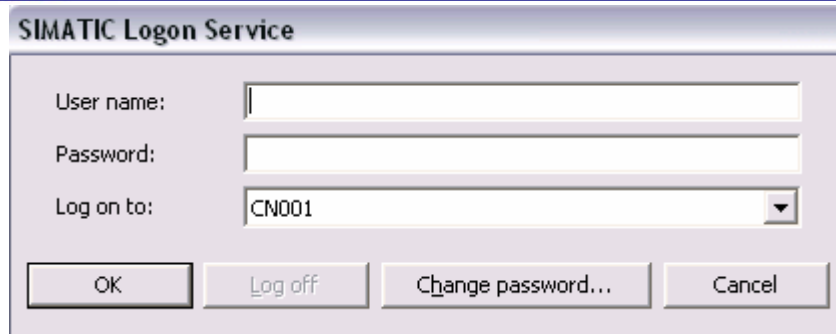 SIMATIC Logon Service
User name:
Password:
Log on to: CN001
OK Log off Change password... Cancel